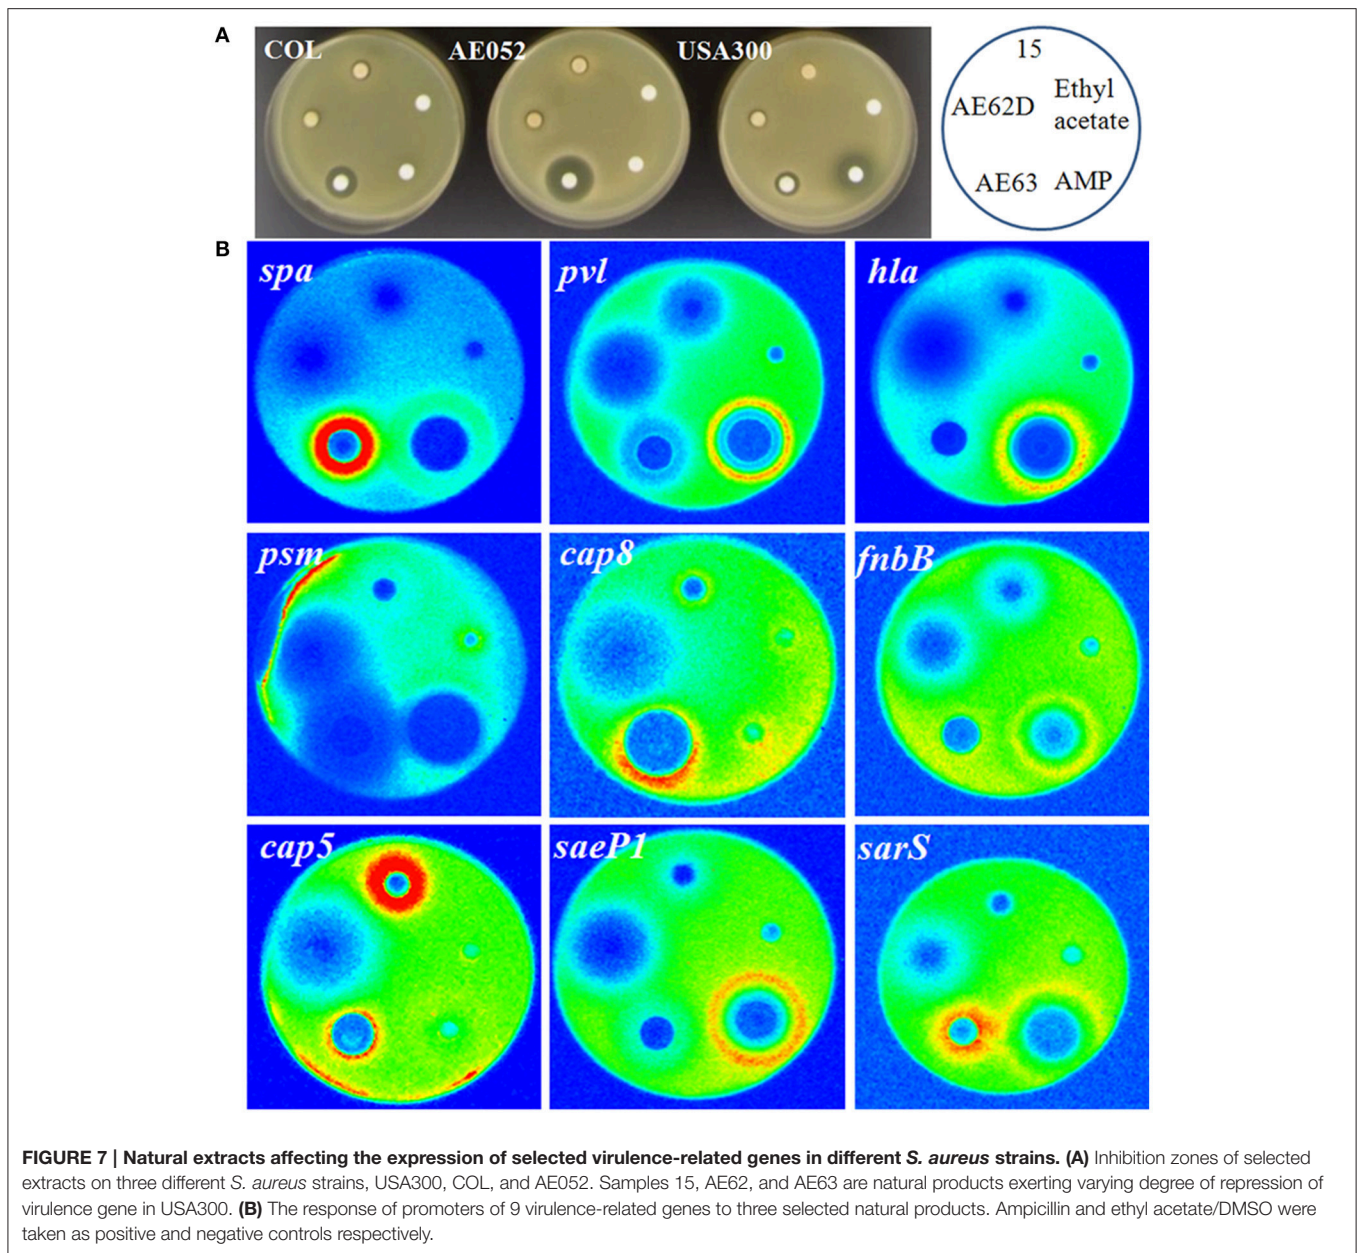 A
COL
AE052
USA300
15
AE62D
Ethyl
acetate
AE63
AMP
B
spa
pvl
hla
psm
cap8
fnbB
cap5
saeP1
sarS
FIGURE 7 | Natural extracts affecting the expression of selected virulence-related genes in different S. aureus strains. (A) Inhibition zones of selected
extracts on three different S. aureus strains, USA300, COL, and AE052. Samples 15, AE62, and AE63 are natural products exerting varying degree of repression of
virulence gene in USA300. (B) The response of promoters of 9 virulence-related genes to three selected natural products. Ampicillin and ethyl acetate/DMSO were
taken as positive and negative controls respectively.